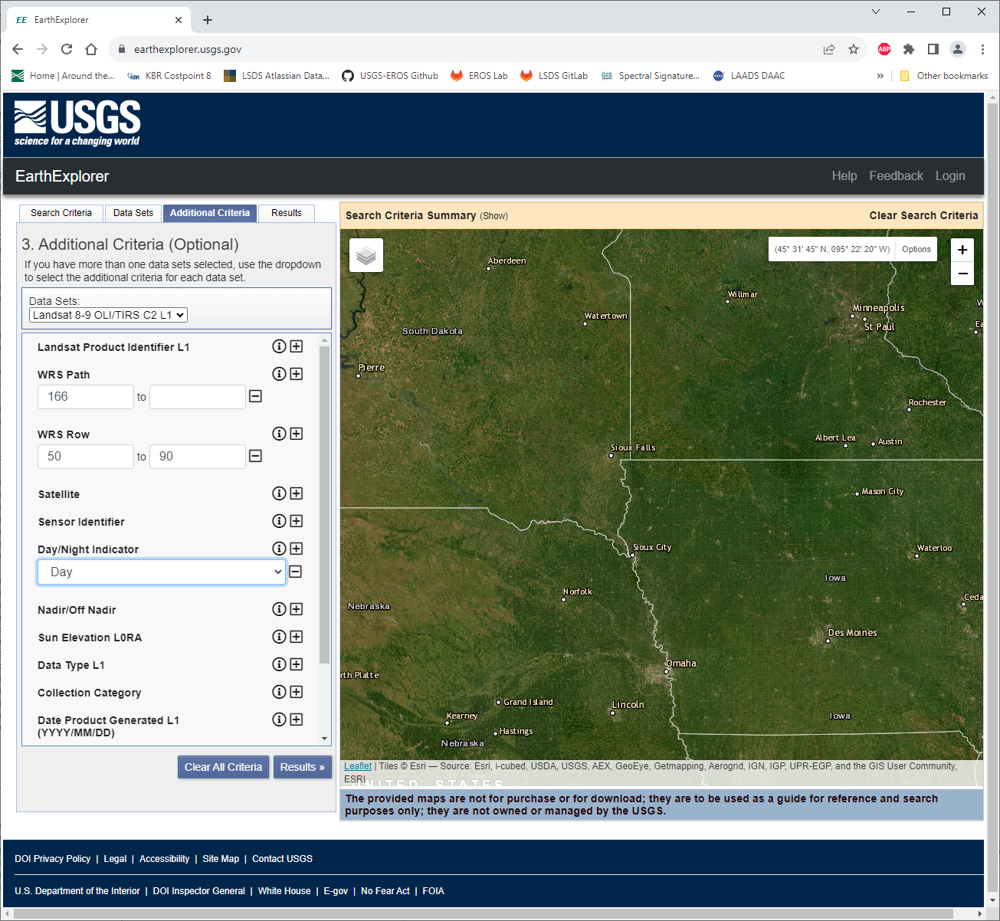 EE EarthExplorer
earthexplorer.usgs.gov
ABP
Home | Around the...
KBR KBR Costpoint 8
LSDS Atlassian Data...
USGS-EROS Github
EROS Lab
LSDS GitLab
GIS Spectral Signature...
LAADS DAAC
»
Other bookmarks
USGS
science for a changing world
EarthExplorer
Help Feedback Login
Search Criteria Data Sets Additional Criteria Results
3. Additional Criteria (Optional)
If you have more than one data sets selected, use the dropdown
to select the additional criteria for each data set.
Data Sets:
Landsat 8-9 OLI/TIRS C2 L1
Landsat Product Identifier L1
WRS Path
166 to
WRS Row
50 to 90
Satellite
Sensor Identifier
Day/Night Indicator
Day
Nadir/Off Nadir
Sun Elevation L0RA
Data Type L1
Collection Category
Date Product Generated L1
(YYYY/MM/DD)
Clear All Criteria Results »
Search Criteria Summary (Show) Clear Search Criteria
(45° 31' 45" N, 095° 22' 20" W) Options
+
−
Aberdeen
Willmar
Minneapolis
St Paul
W
Ea
Watertown
South Dakota
Pierre
Rochester
Albert Lea
Austin
Sioux Falls
Mason City
Sioux City
Waterloo
Iowa
Norfolk
Nebraska
Ceda
Des Moines
Omaha
rth Platte
Grand Island
Lincoln
Kearney
Hastings
Iowa
Nebraska
UNITED STATES
Leaflet | Tiles © Esri — Source: Esri, i-cubed, USDA, USGS, AEX, GeoEye, Getmapping, Aerogrid, IGN, IGP, UPR-EGP, and the GIS User Community,
ESRI
The provided maps are not for purchase or for download; they are to be used as a guide for reference and search
purposes only; they are not owned or managed by the USGS.
DOI Privacy Policy | Legal | Accessibility | Site Map | Contact USGS
U.S. Department of the Interior | DOI Inspector General | White House | E-gov | No Fear Act | FOIA